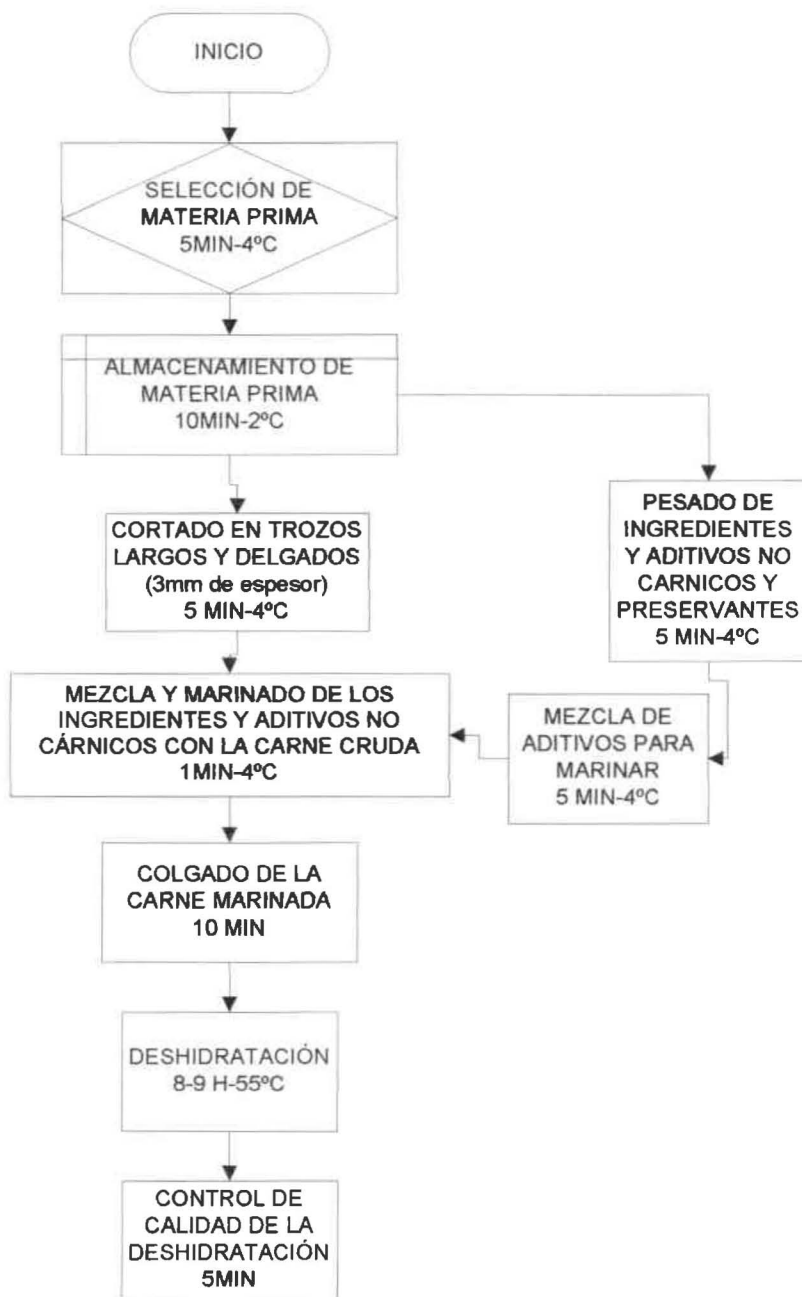 INICIO
SELECCIÓN DE
MATERIA PRIMA
5MIN-4ºC
ALMACENAMIENTO DE
MATERIA PRIMA
10MIN-2ºC
CORTADO EN TROZOS
LARGOS Y DELGADOS
(3mm de espesor)
5 MIN-4ºC
PESADO DE
INGREDIENTES
Y ADITIVOS NO
CARNICOS Y
PRESERVANTES
5 MIN-4ºC
MEZCLA Y MARINADO DE LOS
INGREDIENTES Y ADITIVOS NO
CÁRNICOS CON LA CARNE CRUDA
1MIN-4ºC
MEZCLA DE
ADITIVOS PARA
MARINAR
5 MIN-4ºC
COLGADO DE LA
CARNE MARINADA
10 MIN
DESHIDRATACIÓN
8-9 H-55ºC
CONTROL DE
CALIDAD DE LA
DESHIDRATACIÓN
5MIN